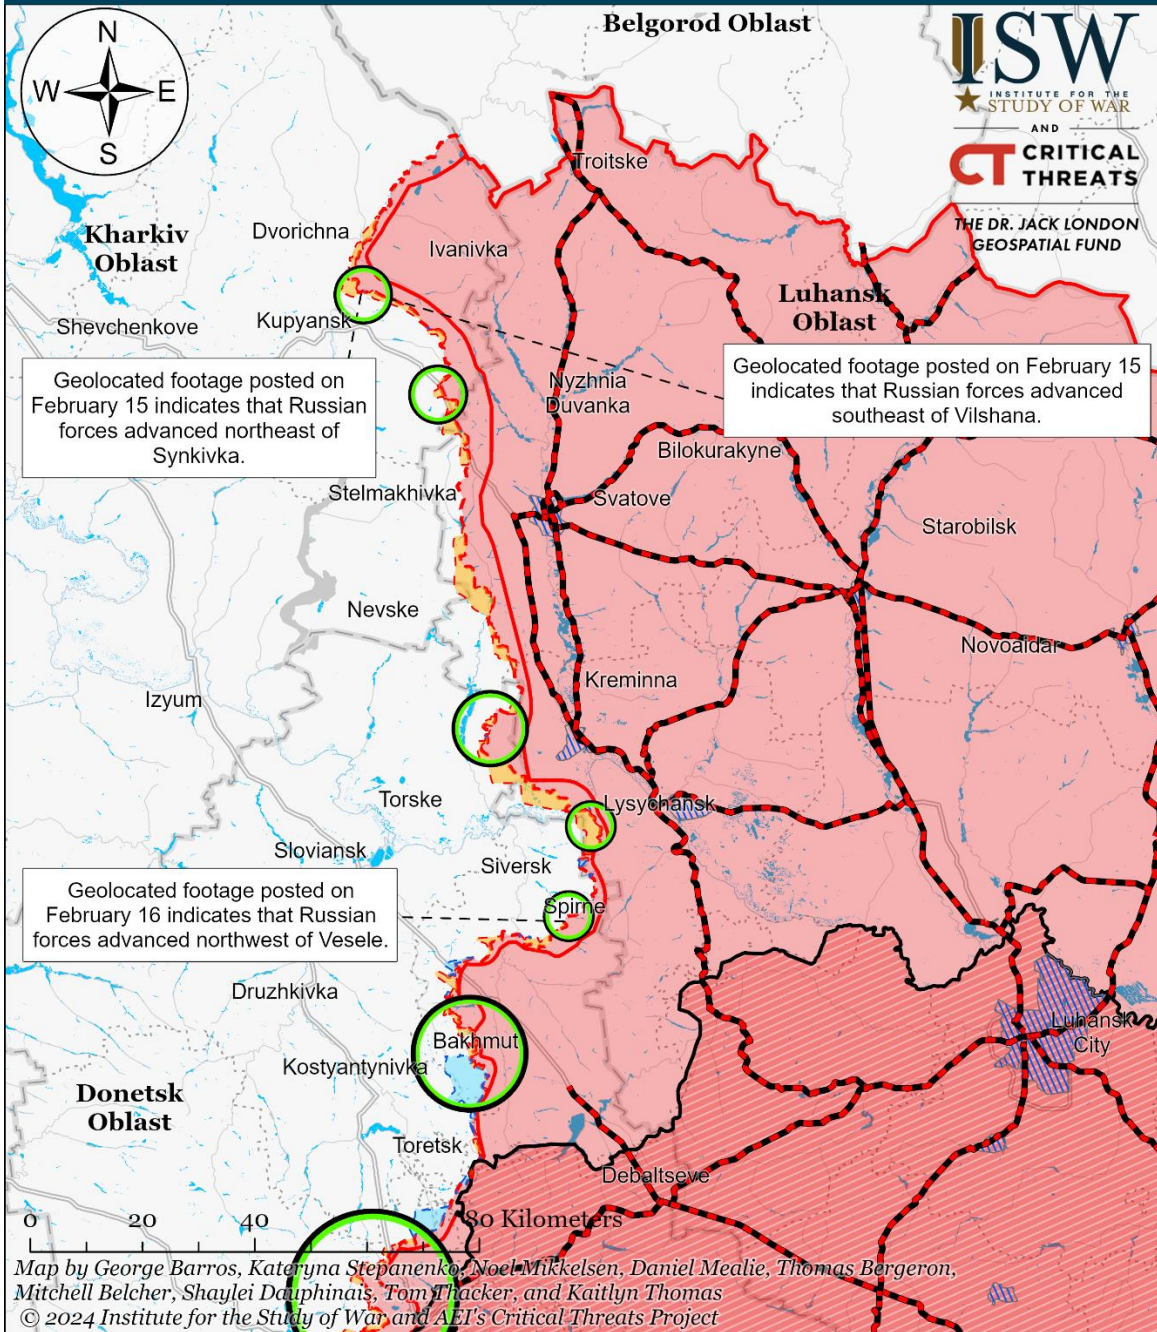 Belgorod Oblast
N
W
E
S
ISW
INSTITUTE FOR THE
STUDY OF WAR
AND
CT CRITICAL
THREATS
THE DR. JACK LONDON
GEOSPATIAL FUND
Troitske
Dvorichna
Kharkiv
Oblast
Ivanivka
Luhansk
Oblast
Shevchenkove
Kupyansk
Geolocated footage posted on
February 15 indicates that Russian
forces advanced northeast of
Synkivka.
Geolocated footage posted on February 15
indicates that Russian forces advanced
southeast of Vilshana.
Nyzhnia
Duvanka
Bilokurakyne
Stelmakhivka
Svatove
Starobilsk
Nevske
Novoaidar
Kreminna
Izyum
Torske
Lysychansk
Sloviansk
Siversk
Geolocated footage posted on
February 16 indicates that Russian
forces advanced northwest of Vesele.
Spirne
Druzhkivka
Luhansk
City
Bakhmut
Kostyantynivka
Donetsk
Oblast
Toretsk
Debaltseve
0 20 40 80 Kilometers
Map by George Barros, Kateryna Stepanenko, Noel Mikkelsen, Daniel Mealie, Thomas Bergeron,
Mitchell Belcher, Shaylei Dauphinais, Tom Thacker, and Kaitlyn Thomas
© 2024 Institute for the Study of War and AEI's Critical Threats Project